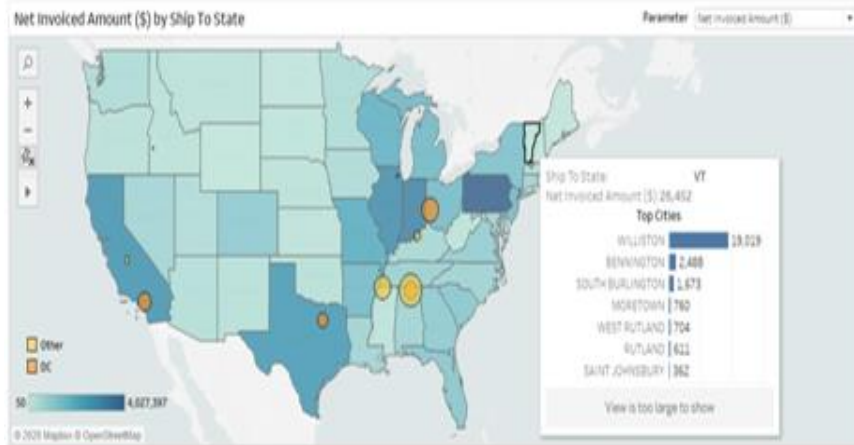 Net Invoiced Amount ($) by Ship To State
Parameter
Net Invoiced Amount ($)
Ship To State: VT
Net Invoiced Amount ($) 26,452
Top Cities
WILLISTON 19,019
BENNINGTON 2,488
SOUTH BURLINGTON 1,673
MORETOWN 760
WEST RUTLAND 704
RUTLAND 611
SAINT JOHNSBURY 362
View is too large to show
Other
DC
50 4,027,397
© 2020 Mapbox © OpenStreetMap